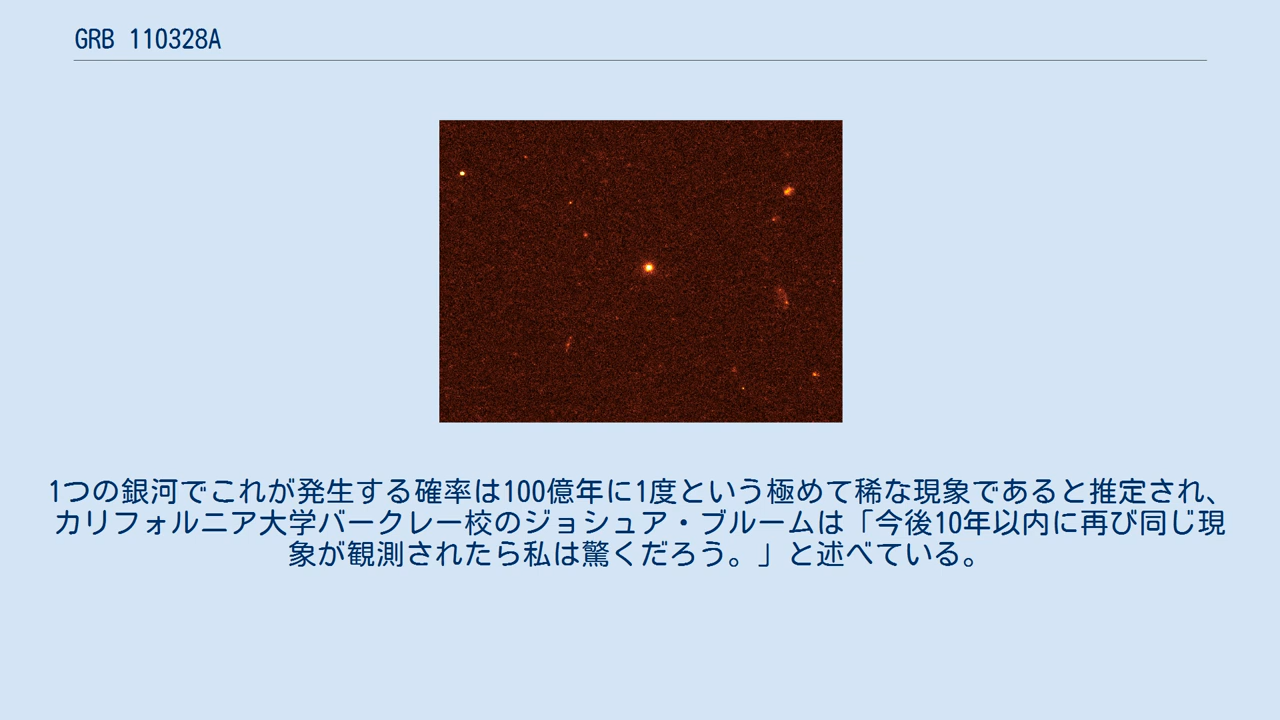 GRB 110328A
1つの銀河でこれが発生する確率は100億年に1度という極めて稀な現象であると推定され、
カリフォルニア大学バークレー校のジョシュア・ブルームは「今後10年以内に再び同じ現
象が観測されたら私は驚くだろう。」と述べている。